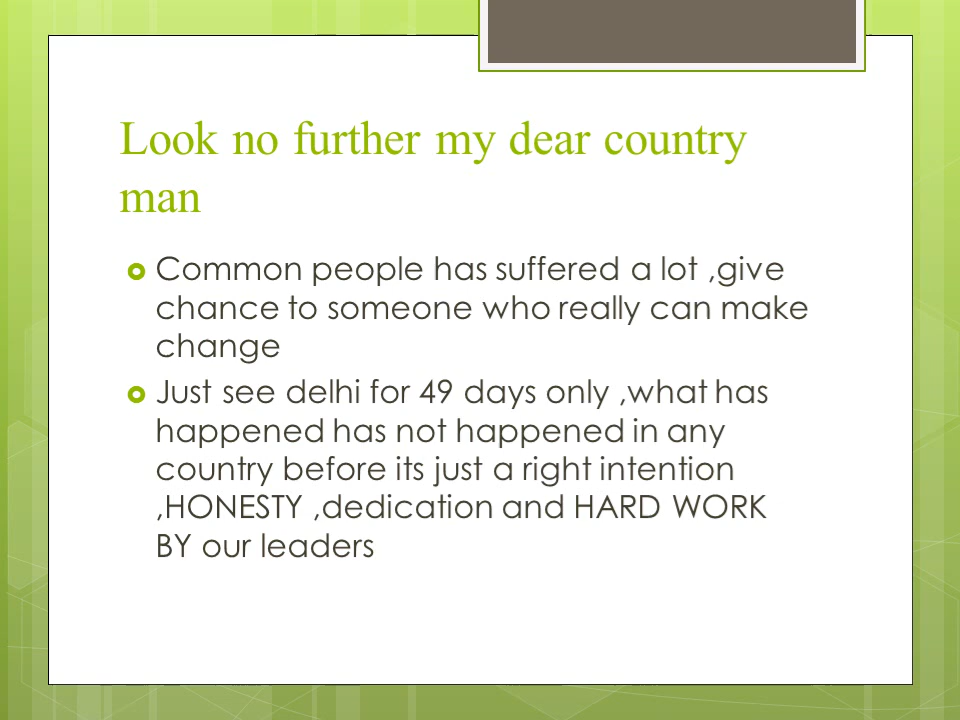 Look no further my dear country
man
Common people has suffered a lot ,give
chance to someone who really can make
change
Just see delhi for 49 days only ,what has
happened has not happened in any
country before its just a right intention
,HONESTY ,dedication and HARD WORK
BY our leaders